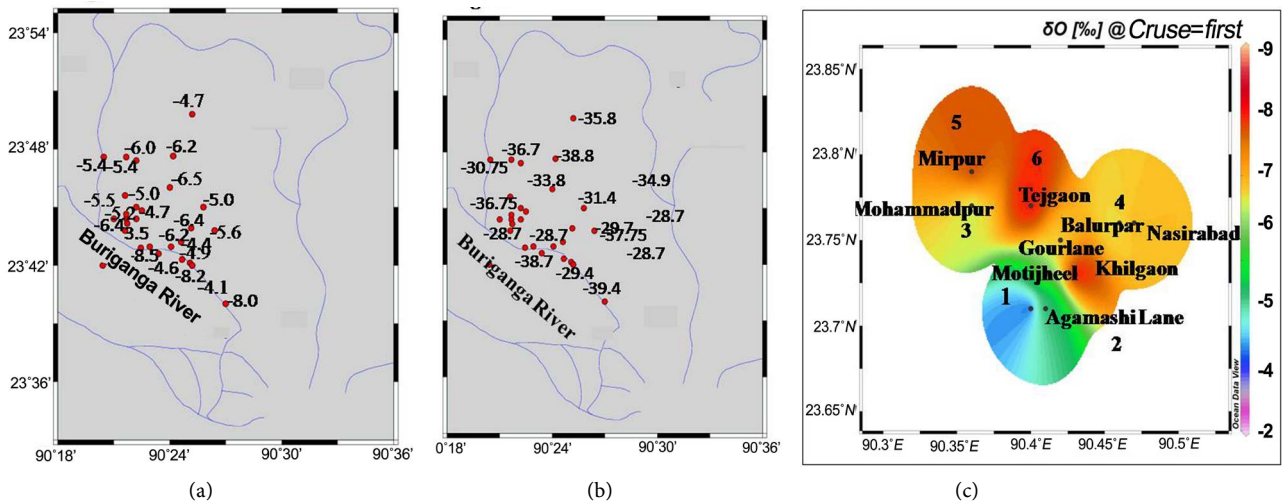 23°54'
23°48'
23°42'
23°36'
-4.7
-6.0
-6.2
-5.4
-5.4
-6.5
-5.5
-5.0
-5.0
-4.7
-6.4
-6.4
-5.6
3.5
-6.2
-4.4
-8.5
-4.9
-4.6
-8.2
-4.1
-8.0
Buriganga River
90°18'
90°24'
90°30'
90°36'
(a)
-35.8
-36.7
-38.8
-30.75
-33.8
-34.9
-36.75
-31.4
-28.7
-29.7
-28.7
-28.7
-37.75
-28.7
-38.7
-29.4
-39.4
Buriganga River
0°18'
90°24'
90°30'
90°36'
(b)
δO [‰] @ Cruse=first
23.85°N
23.8°N
23.75°N
23.7°N
23.65°N
5
Mirpur
6
Tejgaon
Mohammadpur
3
4
Balurpar
Nasirabad
Gourlane
Motijheel
Khilgaon
1
Agamashi Lane
2
90.3°E
90.35°E
90.4°E
90.45°E
90.5°E
-9
-8
-7
-6
-5
-4
-2
Ocean Data View
(c)